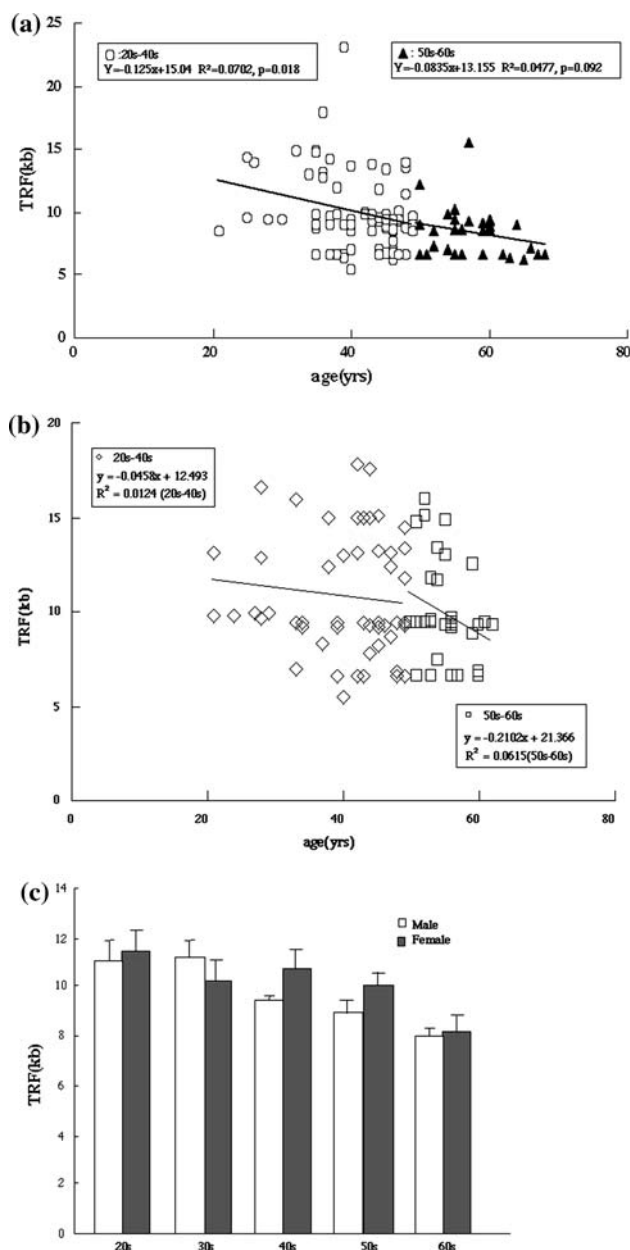 (a)
25
20
15
10
5
0
TRF(kb)
:20s-40s
Y=-0.125x+15.04 R²=0.0702, p=0.018
: 50s-60s
Y=-0.0835x+13.155 R²=0.0477, p=0.092
0 20 40 60 80
age(yrs)
(b)
20
15
10
5
0
TRF(kb)
20s-40s
y = -0.0458x + 12.493
R² = 0.0124 (20s-40s)
50s-60s
y = -0.2102x + 21.366
R² = 0.0615(50s-60s)
0 20 40 60 80
age(yrs)
(c)
14
12
10
8
6
4
2
0
TRF(kb)
Male
Female
20s 30s 40s 50s 60s